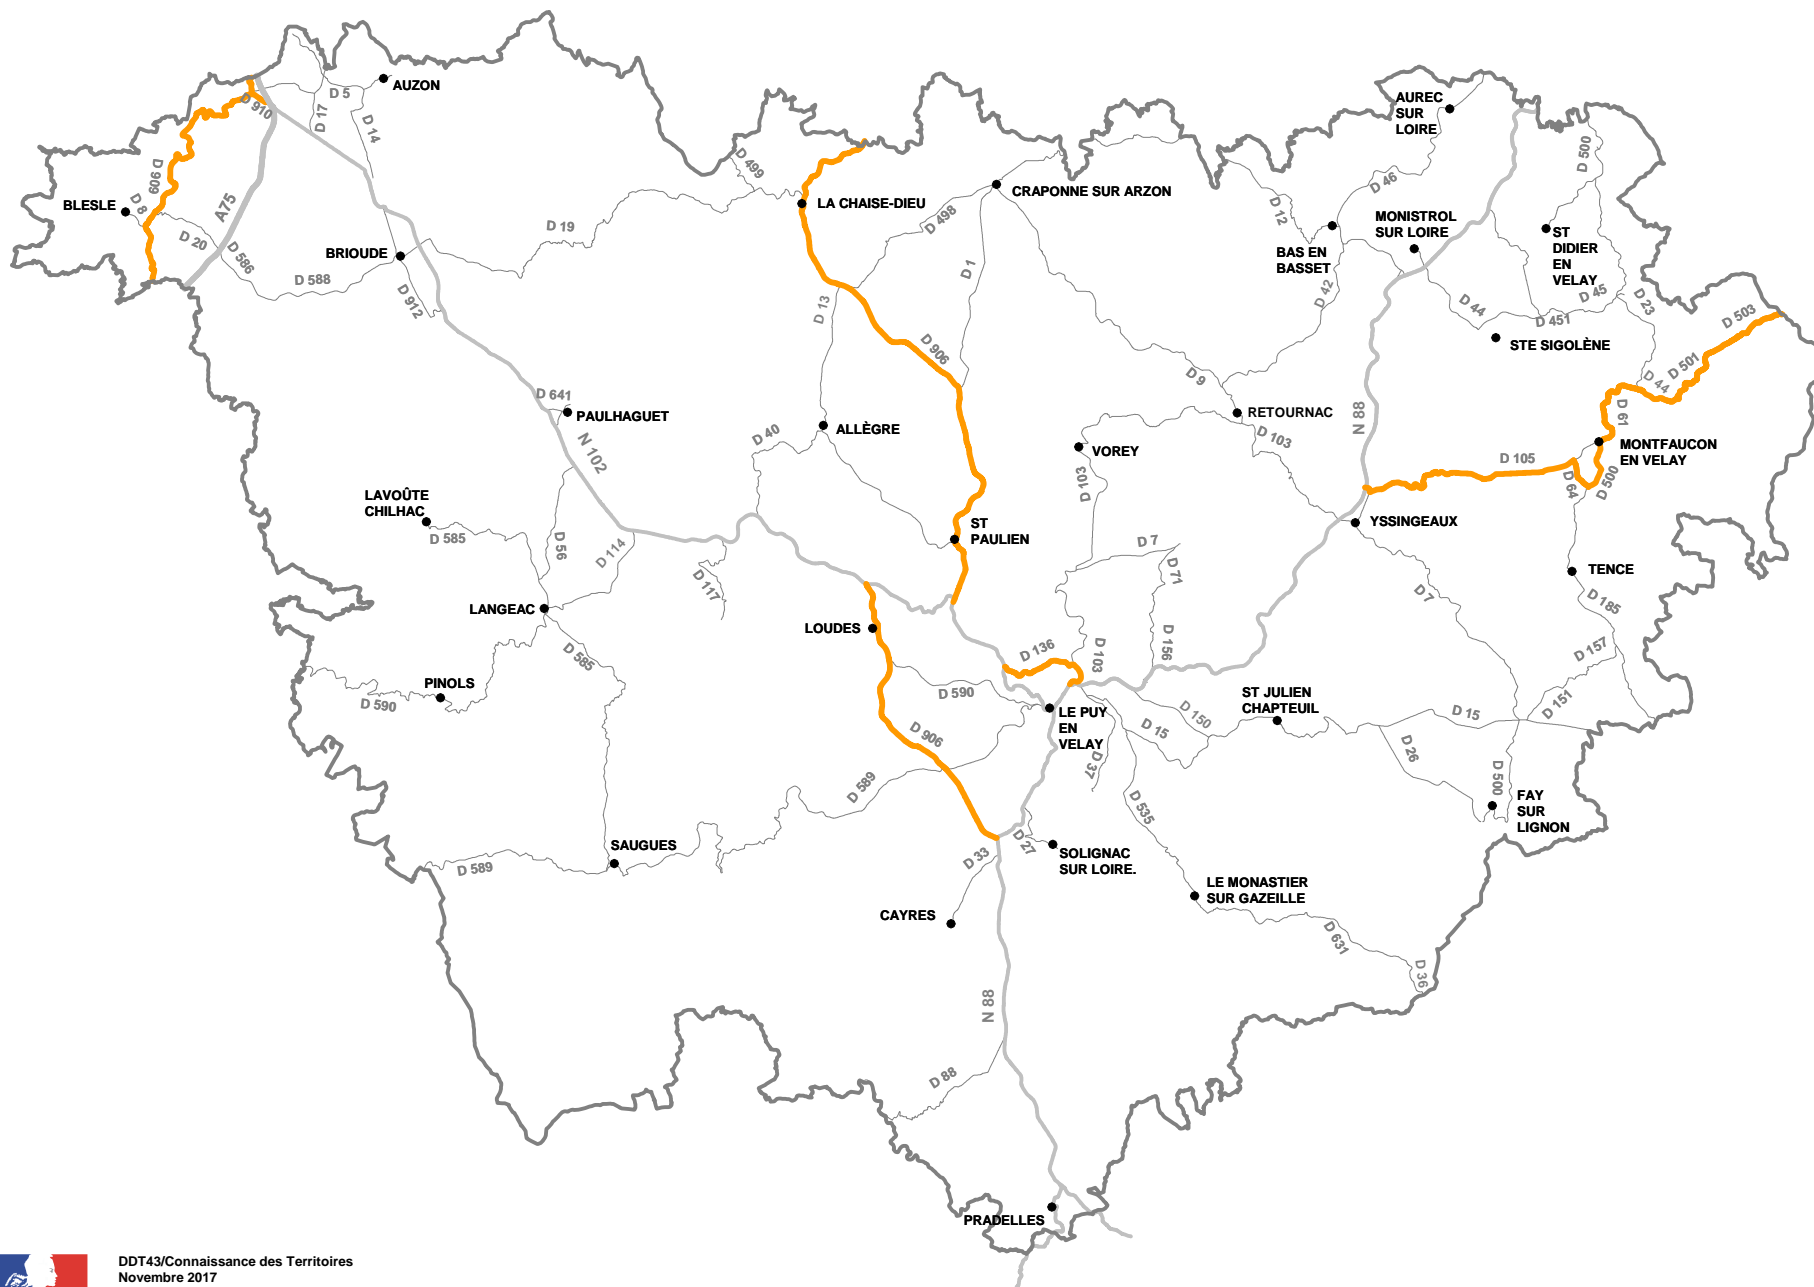 AUZON
D 5
D 17
D 14
D 910
D 909
BLESLE
D 8
A75
D 20
D 586
D 588
BRIOUDE
D 912
D 19
D 499
LA CHAISE-DIEU
D 498
CRAPONNE SUR ARZON
D 1
D 13
D 906
D 12
D 46
AUREC
SUR
LOIRE
D 500
MONISTROL
SUR LOIRE
BAS EN
BASSET
ST
DIDIER
EN
VELAY
D 42
D 44
D 45
D 451
D 23
STE SIGOLÈNE
D 503
D 501
D 44
D 61
D 9
RETOURNAC
D 103
N 88
D 641
PAULHAGUET
N 102
D 40
ALLÈGRE
VOREY
D 103
MONTFAUCON
EN VELAY
D 105
D 64
D 500
LAVOÛTE
CHILHAC
D 585
D 56
D 114
ST
PAULIEN
YSSINGEAUX
D 7
D 71
D 117
LANGEAC
LOUDES
TENCE
D 7
D 185
D 157
D 585
D 136
D 103
D 156
PINOLS
D 590
D 590
LE PUY
EN
VELAY
D 150
D 15
ST JULIEN
CHAPTEUIL
D 15
D 151
D 906
D 37
D 26
D 589
D 535
D 500
FAY
SUR
LIGNON
SAUGUES
D 589
D 33
D 27
SOLIGNAC
SUR LOIRE.
LE MONASTIER
SUR GAZEILLE
CAYRES
D 631
D 36
N 88
D 88
PRADELLES
DDT43/Connaissance des Territoires
Novembre 2017